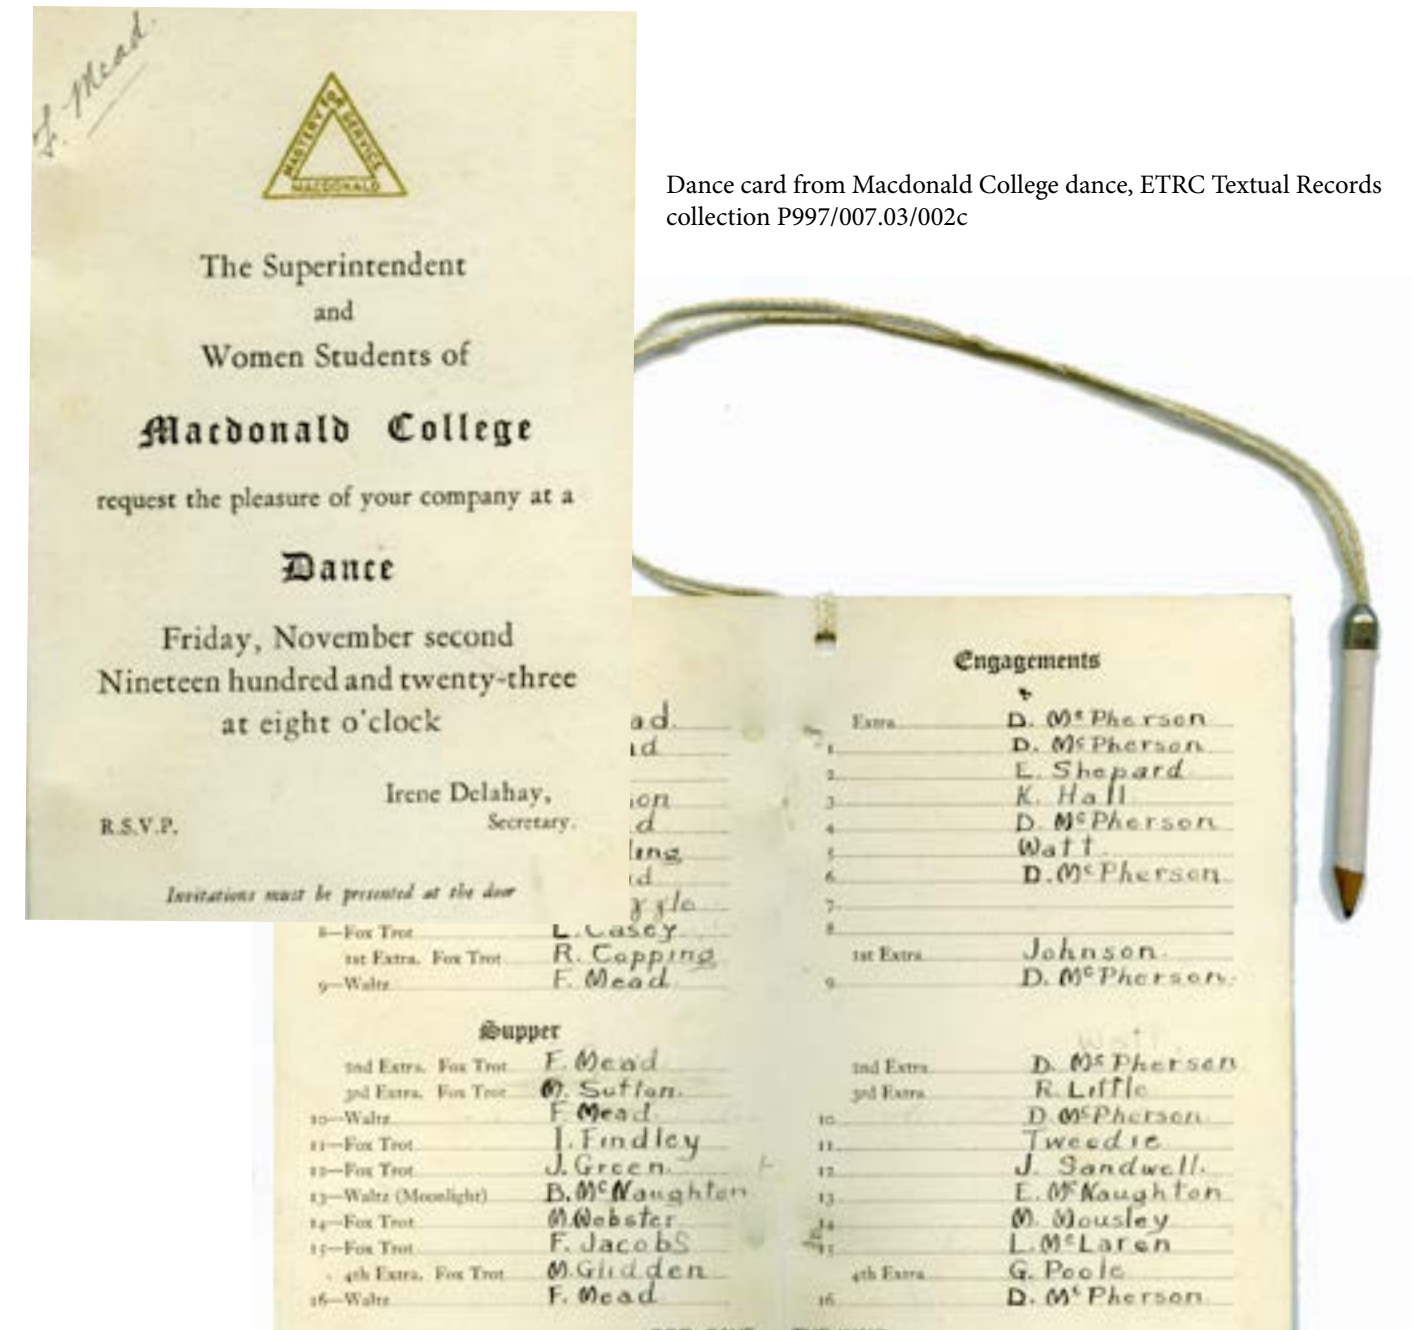 F. Mead.
MASTERY FOR SERVICE
MACDONALD
The Superintendent
and
Women Students of
Macdonald College
request the pleasure of your company at a
Dance
Friday, November second
Nineteen hundred and twenty-three
at eight o'clock
Irene Delahay,
R.S.V.P. Secretary.
Invitations must be presented at the door
Dance card from Macdonald College dance, ETRC Textual Records
collection P997/007.03/002c
ad.
ad
on
d
ling
d
ggle
8—Fox Trot L. Casey
1st Extra. Fox Trot R. Copping
9—Waltz F. Mead
Supper
2nd Extra. Fox Trot F. Mead
3rd Extra. Fox Trot M. Sutton.
10—Waltz F. Mead
11—Fox Trot I. Findley
12—Fox Trot J. Green.
13—Waltz (Moonlight) B. McNaughton
14—Fox Trot M. Webster
15—Fox Trot F. Jacobs
4th Extra. Fox Trot M. Glidden
16—Waltz F. Mead
Engagements
Extra D. McPherson
1 D. McPherson
2 E. Shepard
3 K. Hall
4 D. McPherson
5 Watt
6 D. McPherson
7
8
1st Extra Johnson.
9 D. McPherson.
2nd Extra D. McPherson
3rd Extra R. Little
10 D McPherson
11 Tweedie
12 J. Sandwell.
13 E. McNaughton
14 M. Mousley
15 L. McLaren
4th Extra G. Poole
16 D. McPherson